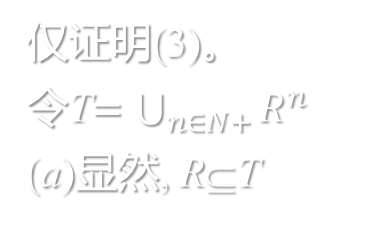 仅证明(3)。
令T= ∪n∈N+ Rⁿ
(a)显然, R⊆T